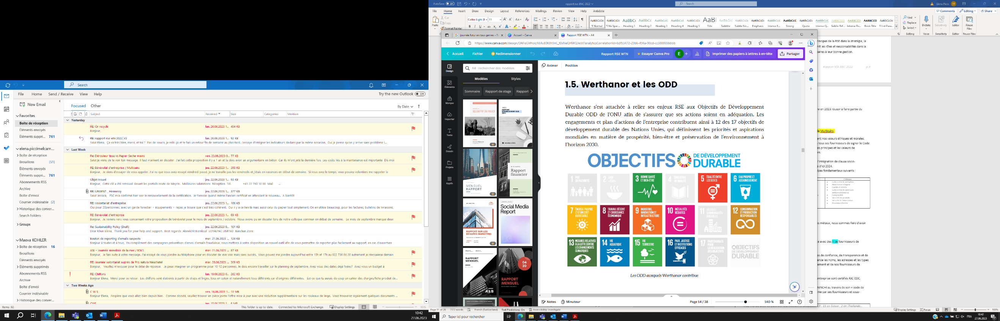 Search
File Home Send / Receive View Help
Try the new Outlook Off
New Email
Focused Other
By Date
Subject Received Size Categories Mention
Favorites
Boîte de réception
Éléments envoyés
Éléments suppri... 761
elena.piccimelcarn...
Boîte de réception
Brouillons [51]
Éléments envoyés
Éléments suppri... 761
Abonnements RSS
Archive
Boîte d'envoi
Courrier indésirable [2]
Historique des conver...
Search Folders
Groups
Maeva KOHLER
Boîte de réception 16
Brouillons
Éléments envoyés
Éléments supprimés
Abonnements RSS
Archive
Boîte d'envoi
Courrier indésirable
Historique des conver...
Yesterday
RE: Or recyclé lun. 26.06.2023 1... 454 KB
Bonjour,
RE: rapport rse wtn 2022_V2 lun. 26.06.2023 1... 92 KB
Salut Elena, Ça va très bien, merci, et toi ? Pas de soucis, je relis ça et te fais un retour fin de semaine au plus tard. J'essaye d'intégrer les indicateurs dedans par la même occasion. Oui je pense qu'on y arrive sans problème !...
Last Week
Re: Dérouleur tissu vs Papier Seche-mains ven. 23.06.2023 0... 77 KB
Salut je viens de te voir ton message Il faut vraiment en discuter J'ai fait cette proposition il y a 1 an et tu dois avoir un argumentaire en béton Car ils m'ont jeté la dernière fois Les coûts liés à la maintenance est importante Dis moi
RE: Bénévolat d'entreprise / Multicuirs jeu. 22.06.2023 1... 358 KB
Bonjour, Je viens d'essayer de vous appeler. J'ai vu que vous avez essayé vendredi passé, je ne travaille pas les vendredis et j'étais en vacances en début de semaine. Si vous avez le temps, vous pouvez volontiers me rappeler la
Objet trouvé jeu. 22.06.2023 1... 93 KB
Bonjour, Cette clé a été retrouvé devant les portails route de Meyrin. Meilleures salutations Réception Tél. +41 22 780 10 00 Mail ...
RE: URGENT _ Hennessy jeu. 22.06.2023 1... 377 KB
Salut Jessica, FSC m'a confirmé hier soir le renouvellement de la certification. Je t'envoie quand même l'ancien certificat en attendant le nouveau.. A bientôt
RE: Volontariat d'entreprise jeu. 22.06.2023 1... 106 KB
Oui pour 20personnes, avec un garde forestier + équipements + repas je trouve que c'est très cohérent. Oui il y a ce lien là mais aussi celui du papier tout simplement. On en utilise beaucoup, pour les factures, bulletins de livraisons,
RE: Bénévolat d'entreprise jeu. 22.06.2023 1... 69 KB
Bonjour, Je reviens vers vous concernant votre proposition de bénévolat pour le mois de septembre / octobre. Nous avons pu en discuter lors de notre colloque commun en début de semaine. Le mois de septembre marque deux
Re: Sustainability Policy (Draft) jeu. 22.06.2023 0... 101 KB
Dear Khun Elena, Thank you for your help and support. Best regards Akewichit Komkoal LOYALPAC LIMITED Banchan Zone
Bouton de reporting d'emails suspects mer. 21.06.2023 ... 128 KB
Bonjour à toutes et à tous, En complément des campagnes préventives d'envoi d'emails frauduleux, nous mettons à votre disposition un nouvel outil afin de vous permettre de reporter plus facilement au support, en cas d'ouverture
ASL - Journée mondiale de la mer / BDLS mer. 21.06.2023 ... 87 KB
Bonjour, Je fais suite à votre message. J'ai essayé de vous joindre au téléphone pour en discuter de vive voix mais sans succès. Vous pouvez me joindre aujourd'hui entre 15h et 17h au 022 736 86 20 autrement je réessaierai demain
RE: Journée volontariat auprès de Pro natura Neuchatel mar. 20.06.2023 ... 309 KB
Bonjour, Veuillez m'excuser pour le délai de réponse. Je peux imaginer un programme pour 10-12 personnes. Je dois encore travailler sur le planning de septembre. Avez-vous des dates déjà fixées? Avez-vous un budget à
RE: Chiffons lun. 19.06.2023 0... 262 KB
Bonjour Elena, Merci pour ce retour. Les chiffons sont élaborés à partir de draps et linges, tous en coton et naturellement tous différents car d'origines différentes. Est-ce que tu aurais du coup un cahier des charges/fiche produit de...
Two Weeks Ago
C W S ven. 16.06.2023 1... 13 MB
Bonjour Elena, J'espère que vous allez bien depuis hier. Comme discuté, veuillez trouver en pièce jointe l'offre mise à jour avec une réduction supplémentaire sur les rouleaux de linge. Vous trouverez également quelques documents ...
CWS jeu. 15.06.2023 1... 8 MB
Items: 92 This folder is up to date. Connected to: Microsoft Exchange Display Settings 90%
10:42
27.06.2023
AutoSave Off rapport rse BNC 2022 Search Elena Picci EP
File Home Insert Draw Design Layout References Mailings Review View Help Antidote Comments Editing Share
Paste Cut Copy Format Painter
Calibri Light 11
Normal No Spac... Heading 1 Heading 2 Heading 3 Heading 4 Heading 5 Title Subtitle Subtle Em... Emphasis Intense E... Strong Quote Intense Q... Subtle Ref... Intense Re... Book Title List Para...
Find Replace Select Dictate Sensitivity Editor Reuse Files
Editing Voice Sensitivity Editor Reuse Files
journée futur en tous genres - Re Accueil - Canva Rapport RSE WTN - A4
https://www.canva.com/design/DAFisGIrHok/6E4uE0K0h9nC_t0xNeQHWQ/edit?analyticsCorrelationId=6df53472-29b6-494a-90cd-cc388865bbbb
Accueil Fichier Redimensionner Rapport RSE WTN Essayer Canva Pro E Imprimer des papiers à lettres à en-tête Partager
Design
Éléments
Marque
Importer
Texte
Dessin
Projets
Applis
A4 : rechercher des modèles
Modèles Styles
Sommaire Rapport de stage Rapport
DESCRIPTIF DU PROJET
MENSUEL RAPPORT
Rapport financier
RAPPORT SUR LES MESURES MARKETING
Social Media Report
RAPPORT MENSUEL
A&B
04 20
RAPPORT MENSUEL
Animer Position
1.5. Werthanor et les ODD
Werthanor s'est attachée à relier ses enjeux RSE aux Objectifs de Développement
Durable ODD de l'ONU afin de s'assurer que ses actions soient en adéquation. Les
engagements et plan d'actions de l'entreprise contribuent ainsi à 12 des 17 objectifs de
développement durable des Nations Unies, qui définissent les priorités et aspirations
mondiales en matière de prospérité, bien-être et préservation de l'environnement à
l'horizon 2030.
OBJECTIFS DE DÉVELOPPEMENT DURABLE
1 PAS DE PAUVRETÉ
2 FAIM «ZÉRO»
3 BONNE SANTÉ ET BIEN-ÊTRE
4 ÉDUCATION DE QUALITÉ
5 ÉGALITÉ ENTRE LES SEXES
6 EAU PROPRE ET ASSAINISSEMENT
7 ÉNERGIE PROPRE ET D'UN COÛT ABORDABLE
8 TRAVAIL DÉCENT ET CROISSANCE ÉCONOMIQUE
9 INDUSTRIE, INNOVATION ET INFRASTRUCTURE
10 INÉGALITÉS RÉDUITES
11 VILLES ET COMMUNAUTÉS DURABLES
12 CONSOMMATION ET PRODUCTION RESPONSABLES
13 MESURES RELATIVES À LA LUTTE CONTRE LES CHANGEMENTS CLIMATIQUES
14 VIE AQUATIQUE
15 VIE TERRESTRE
16 PAIX, JUSTICE ET INSTITUTIONS EFFICACES
17 PARTENARIATS POUR LA RÉALISATION DES OBJECTIFS
OBJECTIFS DE DÉVELOPPEMENT DURABLE
Les ODD auxquels Werthanor contribue
Notes Minuteur Page 14 / 38 140 %
rincipes de la RSE dans la stratégie, la
nit les rôles et responsabilités dans la
saires à leur bonne gestion.
Rapport RSE BNC 2022 p.9
re en 2023 réussir à faire partie du
le Multicuirs :
ent nos valeurs éthiques et morales.
tous ses fournisseurs de signer le Code
es principes et les valeurs de
rs.
l'intégration de clause socio-
s d'ici 2024.
ipes fondamentaux suivants :
L'éthique
es métaux, nous sommes fiers d'avoir
e avec des X de fournisseurs de
es de confiance, de transparence et de
ance les noms, les adresses et les types
ement et de nos fournisseurs de
entreprise sont certifiés RJC COC.
NINCHI au travers de son « code de
me par ses fournisseurs et sous-
EX : 15 en Suisse ; 2 en Thaïlande...
Page 11 of 26 7372 words French (Switzerland) Text Predictions: On Accessibility: Investigate Display Settings Focus 100%
Taper ici pour rechercher
FRA 10:42
27.06.2023